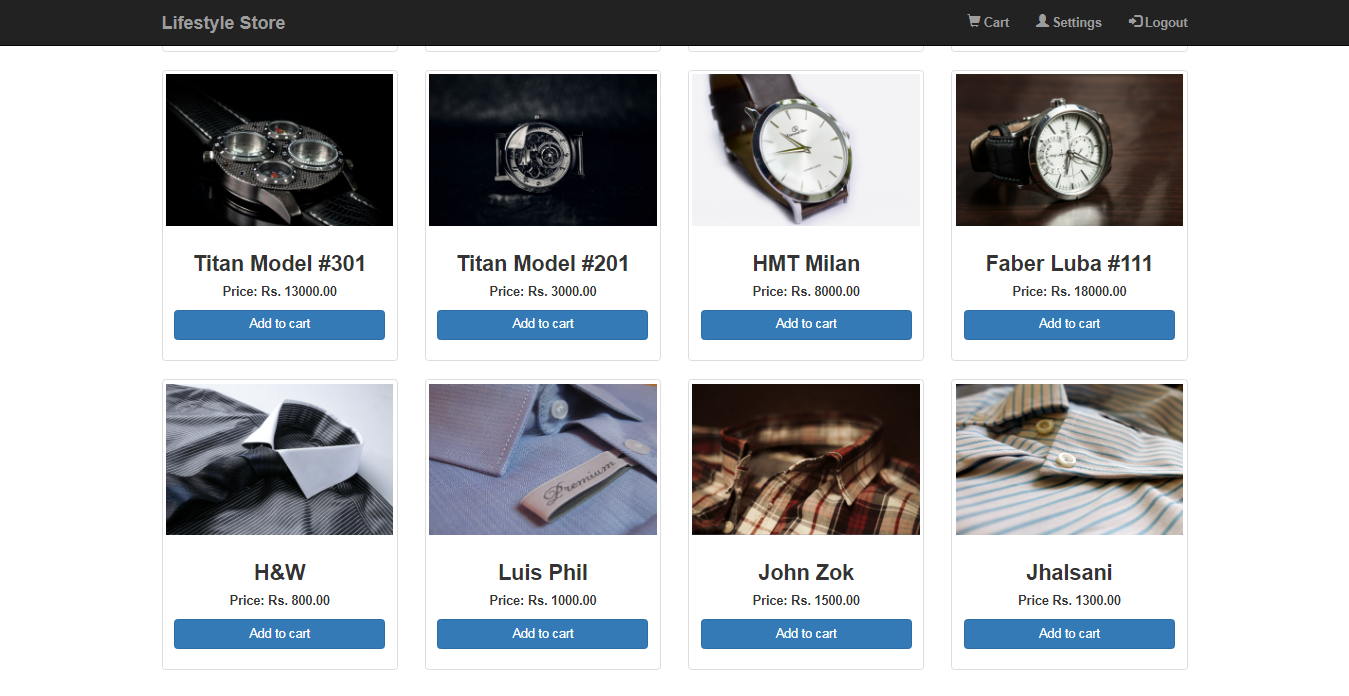 Lifestyle Store Cart Settings Logout
Titan Model #301 Titan Model #201 HMT Milan Faber Luba #111
Price: Rs. 13000.00 Price: Rs. 3000.00 Price: Rs. 8000.00 Price: Rs. 18000.00
Add to cart Add to cart Add to cart Add to cart
Premium
H&W Luis Phil John Zok Jhalsani
Price: Rs. 800.00 Price: Rs. 1000.00 Price: Rs. 1500.00 Price Rs. 1300.00
Add to cart Add to cart Add to cart Add to cart